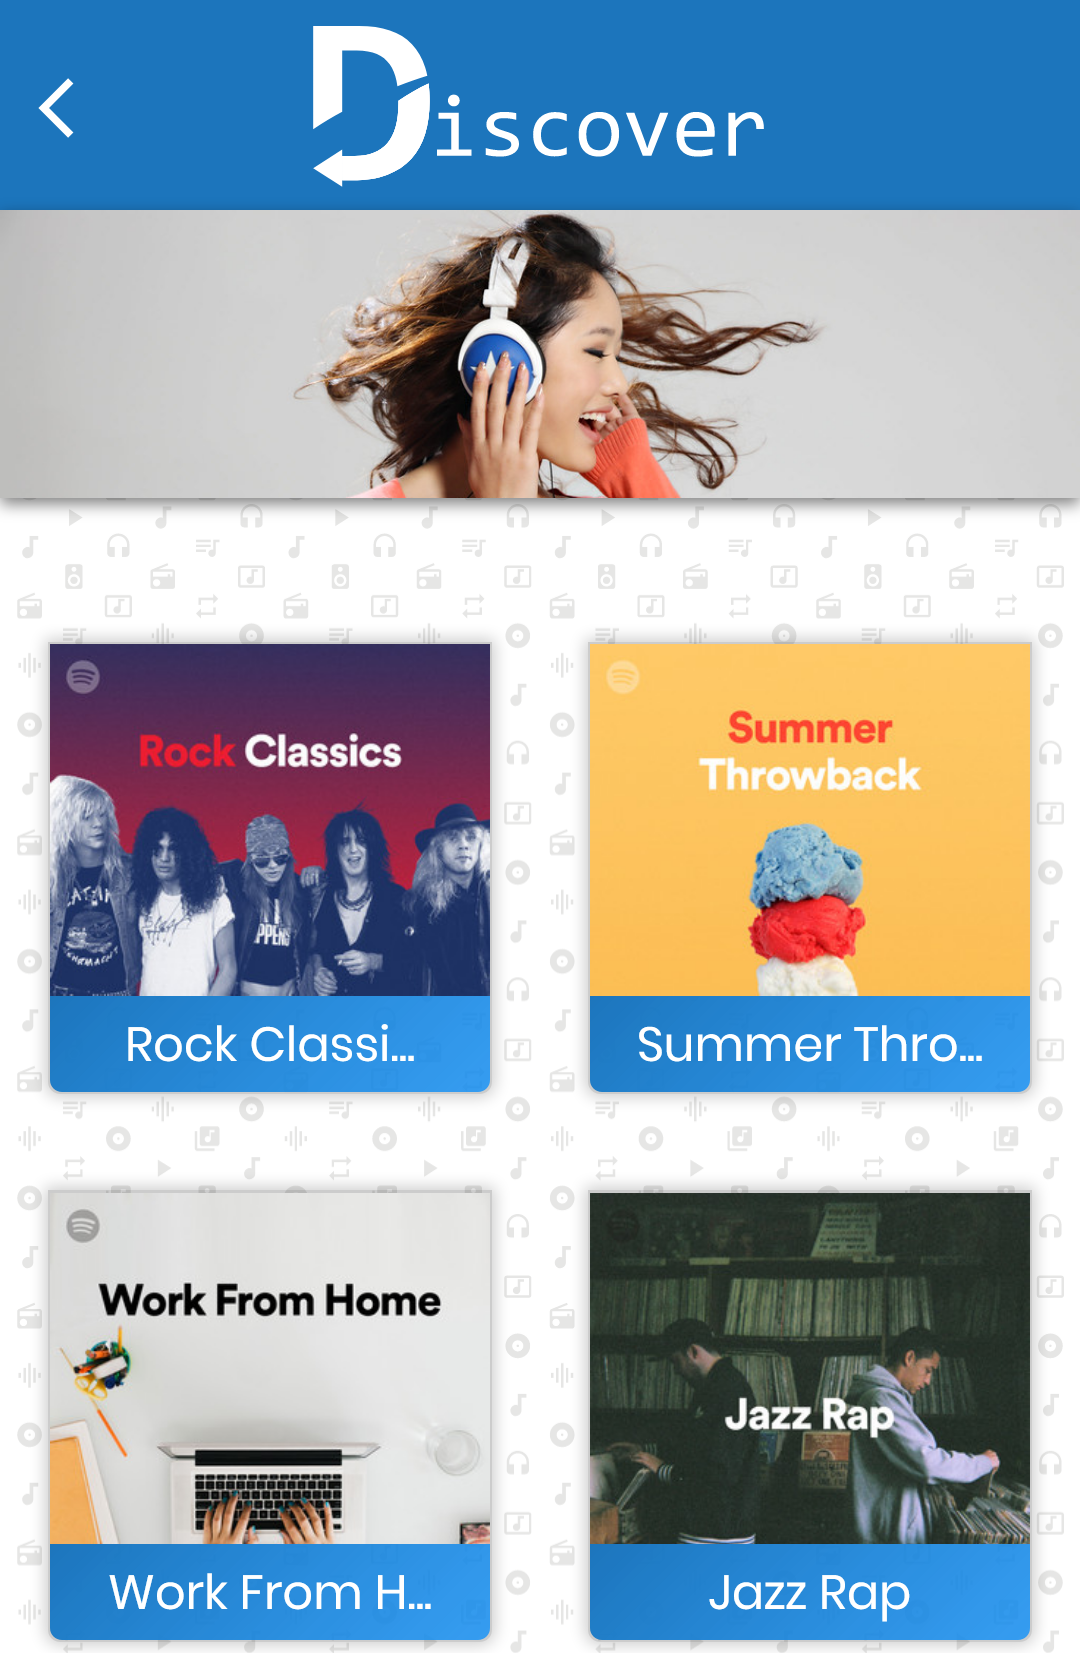 Discover
Rock Classics
Summer
Throwback
Rock Classi...
Summer Thro...
Work From Home
Jazz Rap
Work From H...
Jazz Rap